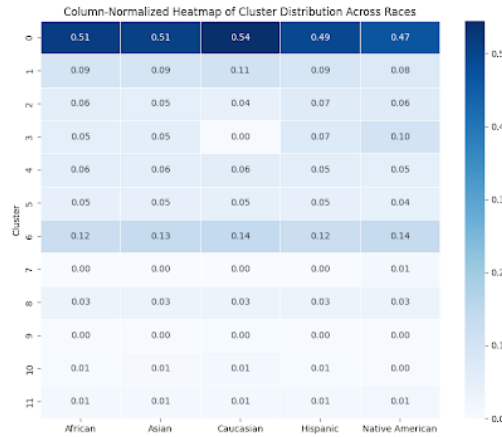 Column-Normalized Heatmap of Cluster Distribution Across Races
0 0.51 0.51 0.54 0.49 0.47
1 0.09 0.09 0.11 0.09 0.08
2 0.06 0.05 0.04 0.07 0.06
3 0.05 0.05 0.00 0.07 0.10
4 0.06 0.06 0.06 0.05 0.05
5 0.05 0.05 0.05 0.05 0.04
6 0.12 0.13 0.14 0.12 0.14
7 0.00 0.00 0.00 0.00 0.01
8 0.03 0.03 0.03 0.03 0.03
9 0.00 0.00 0.00 0.00 0.00
10 0.01 0.01 0.01 0.01 0.00
11 0.01 0.01 0.01 0.01 0.01
Cluster
African Asian Caucasian Hispanic Native American